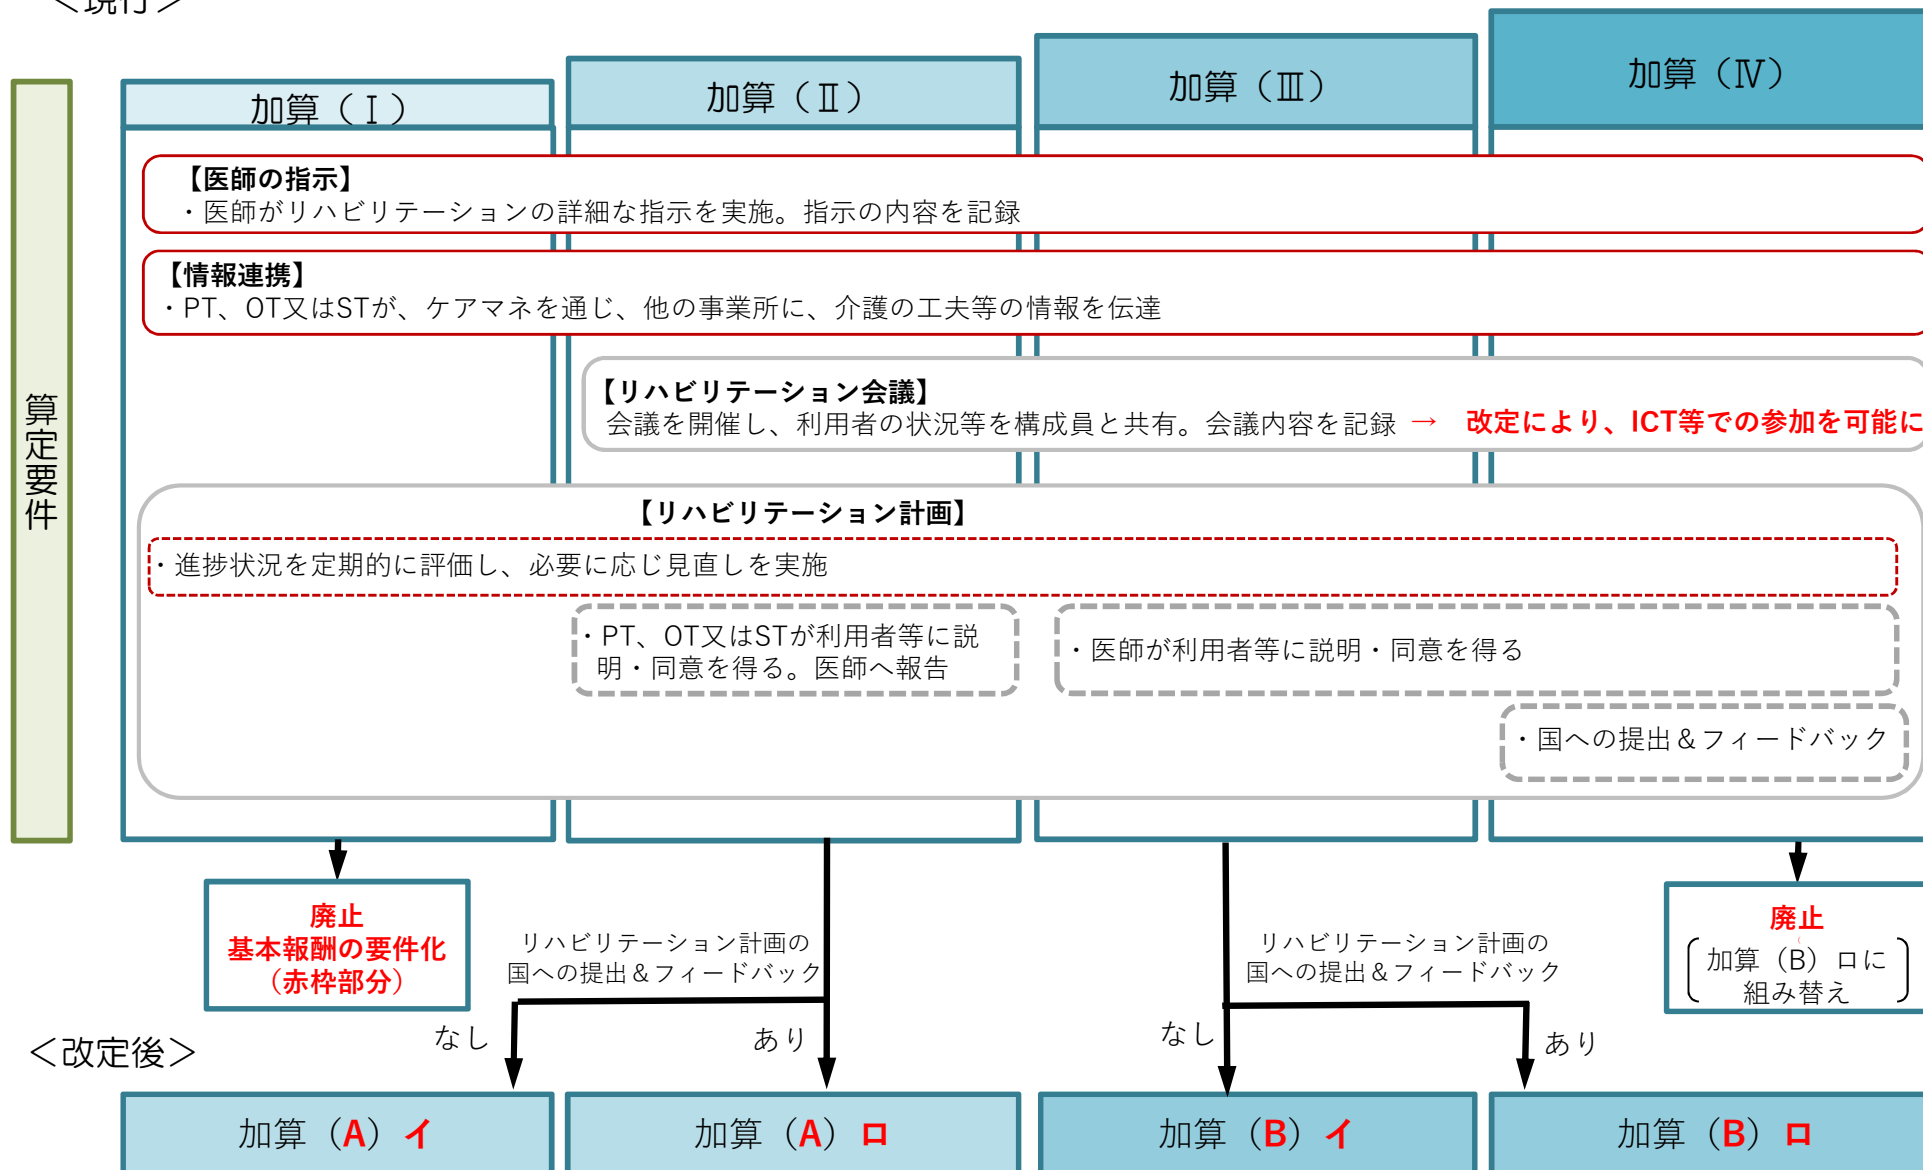 ＜現行＞
加算（Ⅰ）
加算（Ⅱ）
加算（Ⅲ）
加算（Ⅳ）
算定要件
【医師の指示】
・医師がリハビリテーションの詳細な指示を実施。指示の内容を記録
【情報連携】
・PT、OT又はSTが、ケアマネを通じ、他の事業所に、介護の工夫等の情報を伝達
【リハビリテーション会議】
会議を開催し、利用者の状況等を構成員と共有。会議内容を記録 → 改定により、ICT等での参加を可能に
【リハビリテーション計画】
・進捗状況を定期的に評価し、必要に応じ見直しを実施
・PT、OT又はSTが利用者等に説
明・同意を得る。医師へ報告
・医師が利用者等に説明・同意を得る
・国への提出＆フィードバック
廃止
基本報酬の要件化
（赤枠部分）
リハビリテーション計画の
国への提出＆フィードバック
なし
あり
リハビリテーション計画の
国への提出＆フィードバック
なし
あり
廃止
加算（B）ロに
組み替え
＜改定後＞
加算（A）イ
加算（A）ロ
加算（B）イ
加算（B）ロ